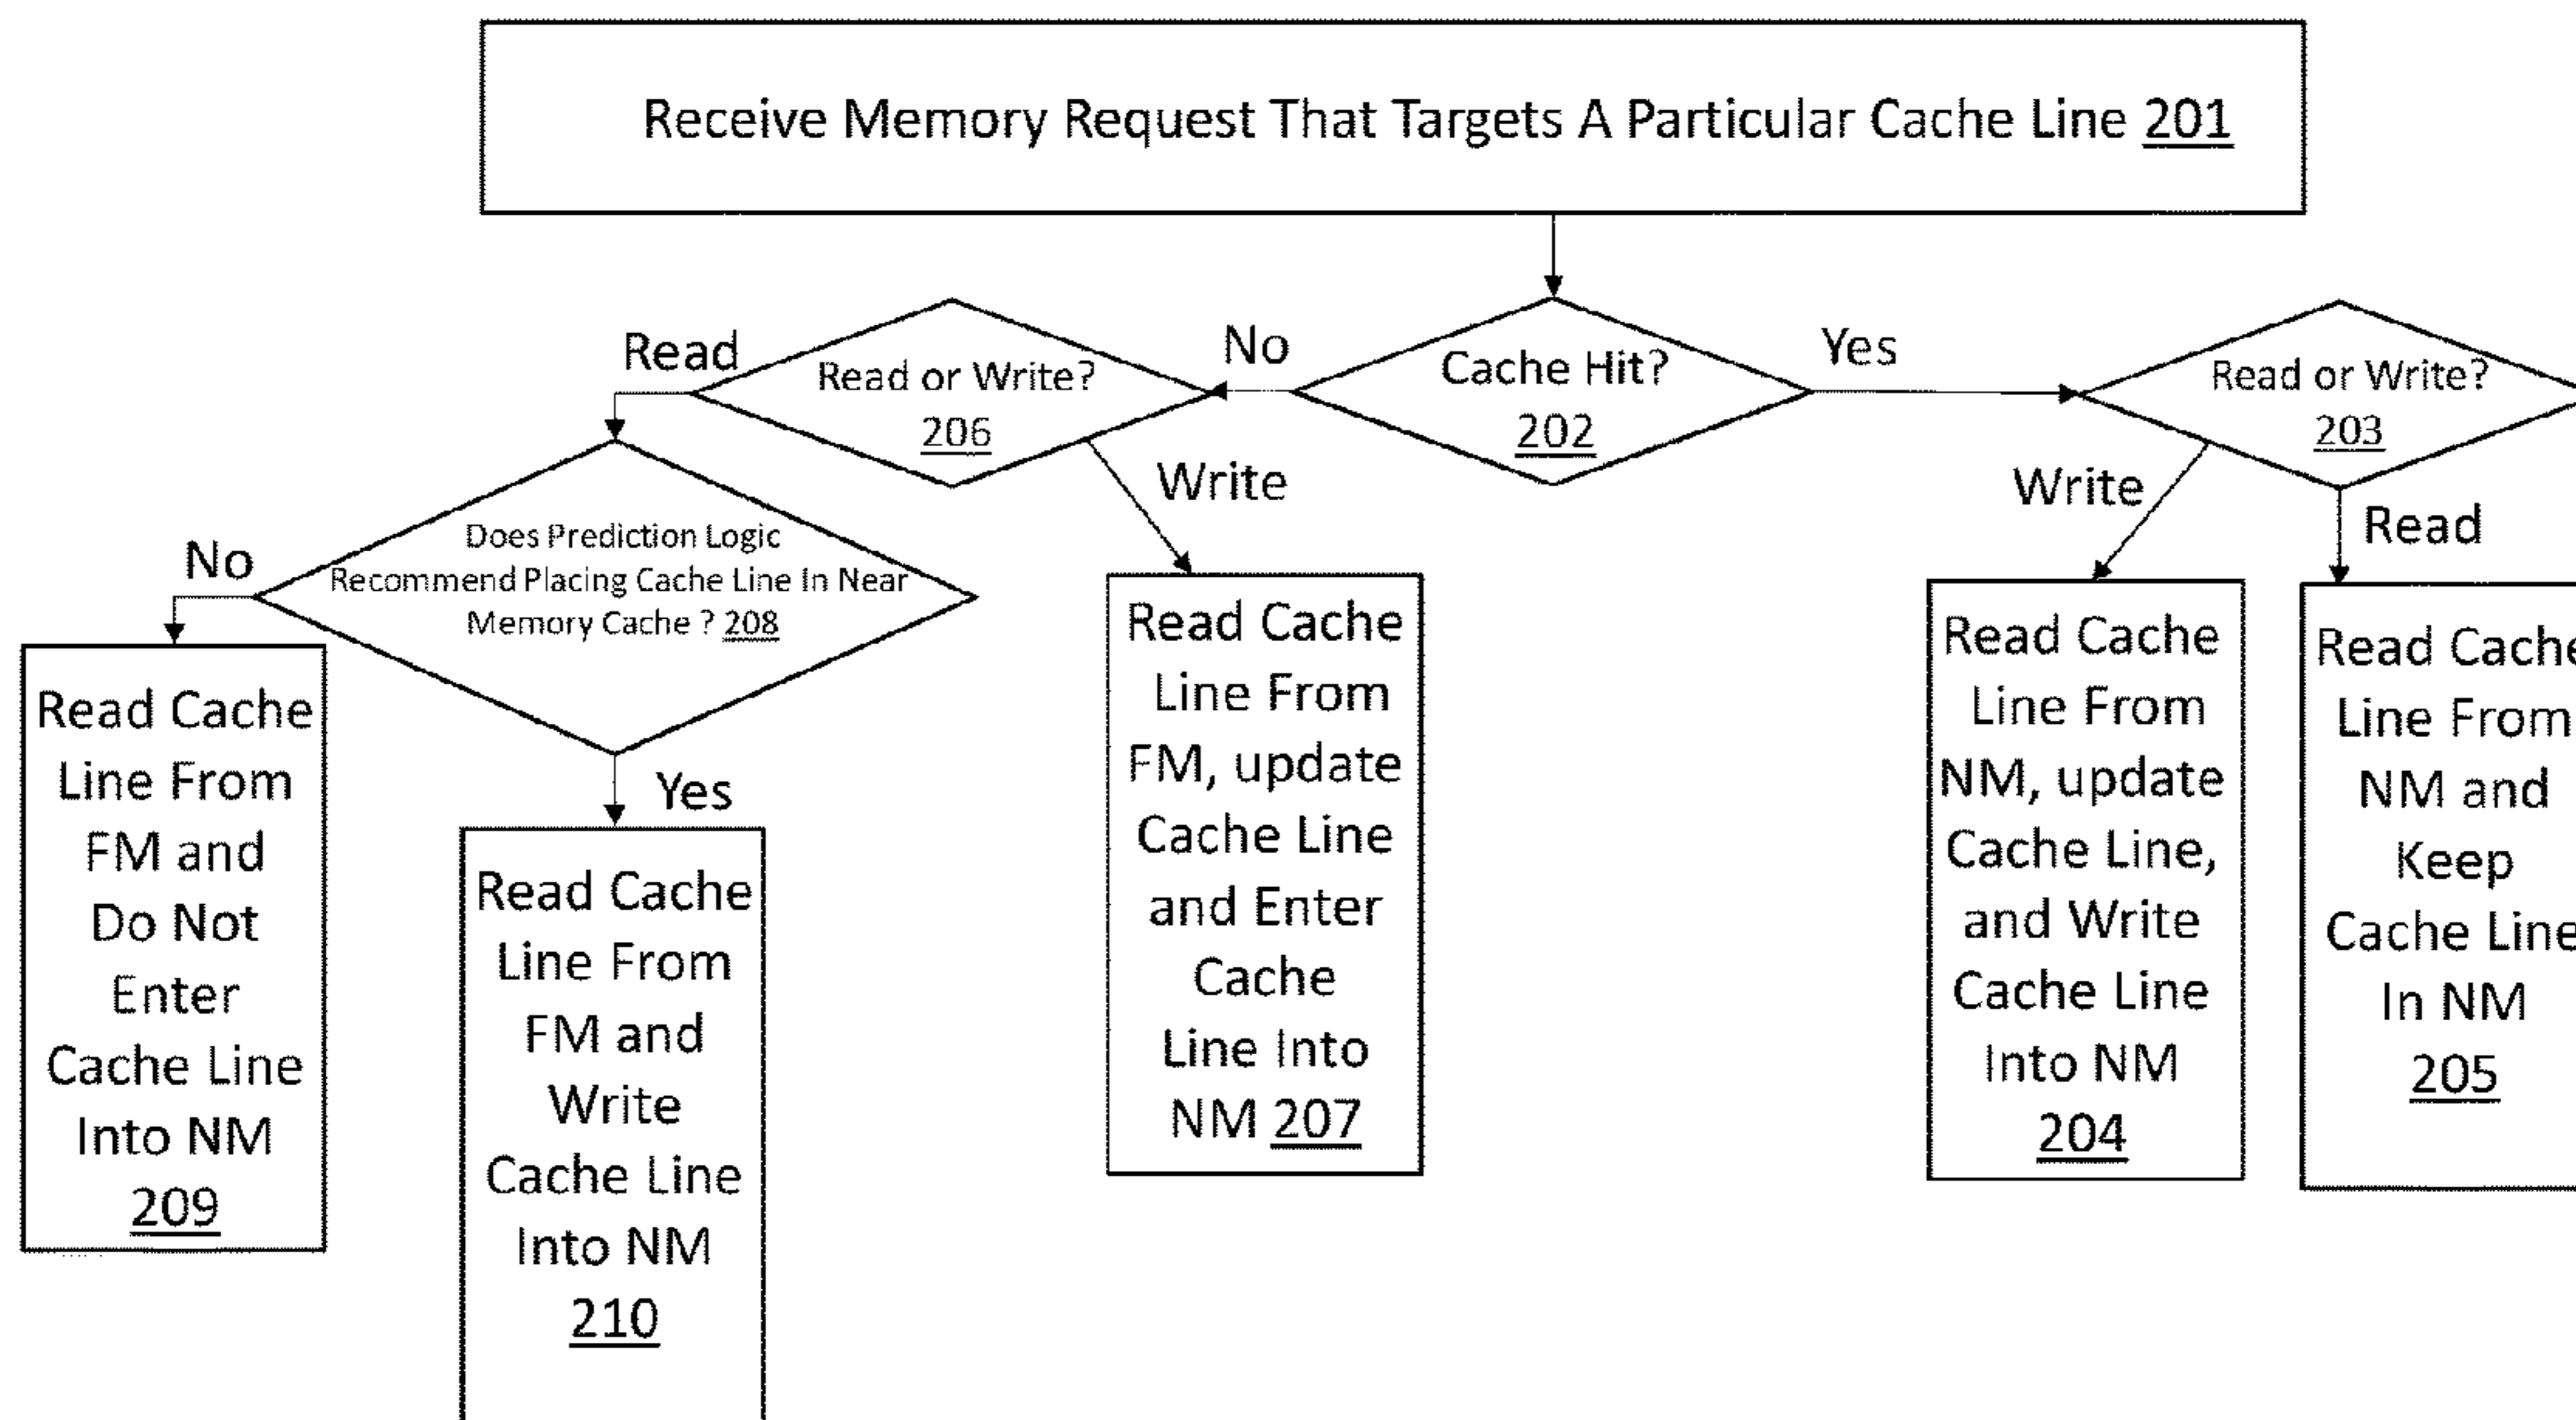 Receive Memory Request That Targets A Particular Cache Line 201
Read
Read or Write?
206
No
Cache Hit?
202
Yes
Read or Write?
203
Write
Write
Read
No
Does Prediction Logic
Recommend Placing Cache Line In Near
Memory Cache ? 208
Yes
Read Cache
Line From
FM and
Do Not
Enter
Cache Line
Into NM
209
Read Cache
Line From
FM and
Write
Cache Line
Into NM
210
Read Cache
Line From
FM, update
Cache Line
and Enter
Cache
Line Into
NM 207
Read Cache
Line From
NM, update
Cache Line,
and Write
Cache Line
Into NM
204
Read Cache
Line From
NM and
Keep
Cache Line
In NM
205